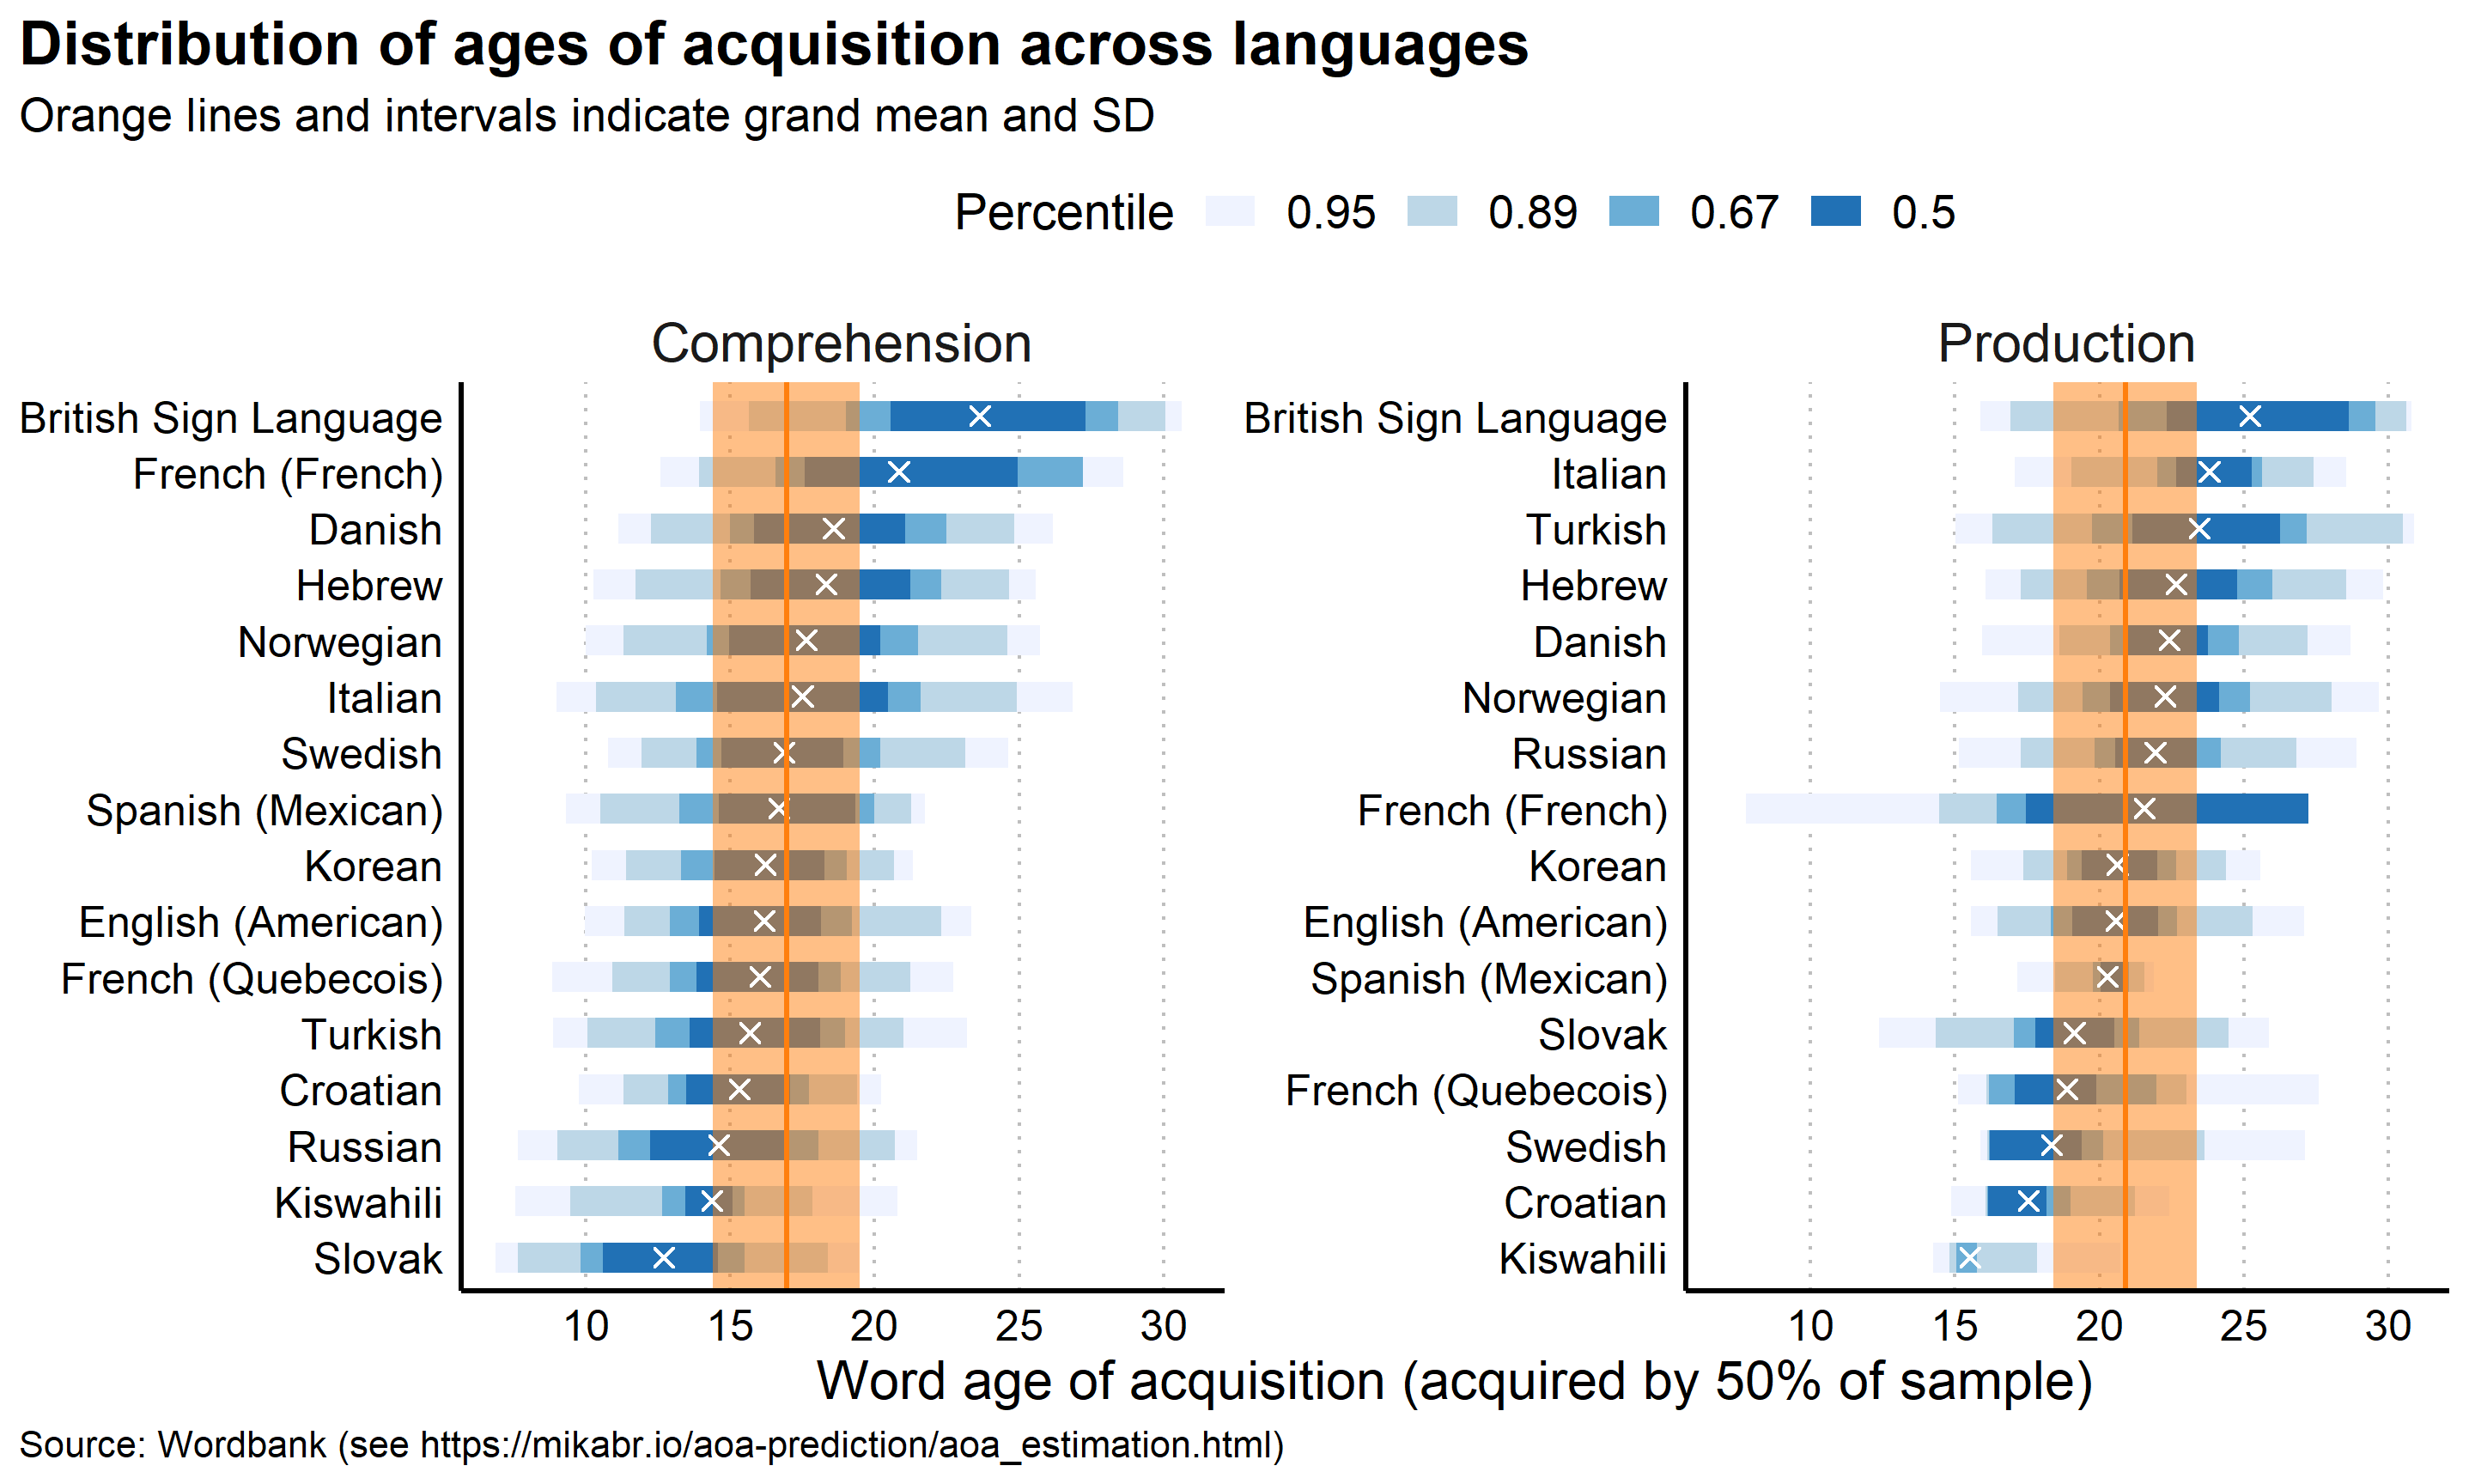 Distribution of ages of acquisition across languages
Orange lines and intervals indicate grand mean and SD
Percentile 0.95 0.89 0.67 0.5
Comprehension
British Sign Language
French (French)
Danish
Hebrew
Norwegian
Italian
Swedish
Spanish (Mexican)
Korean
English (American)
French (Quebecois)
Turkish
Croatian
Russian
Kiswahili
Slovak
10 15 20 25 30
Production
British Sign Language
Italian
Turkish
Hebrew
Danish
Norwegian
Russian
French (French)
Korean
English (American)
Spanish (Mexican)
Slovak
French (Quebecois)
Swedish
Croatian
Kiswahili
10 15 20 25 30
Word age of acquisition (acquired by 50% of sample)
Source: Wordbank (see https://mikabr.io/aoa-prediction/aoa_estimation.html)